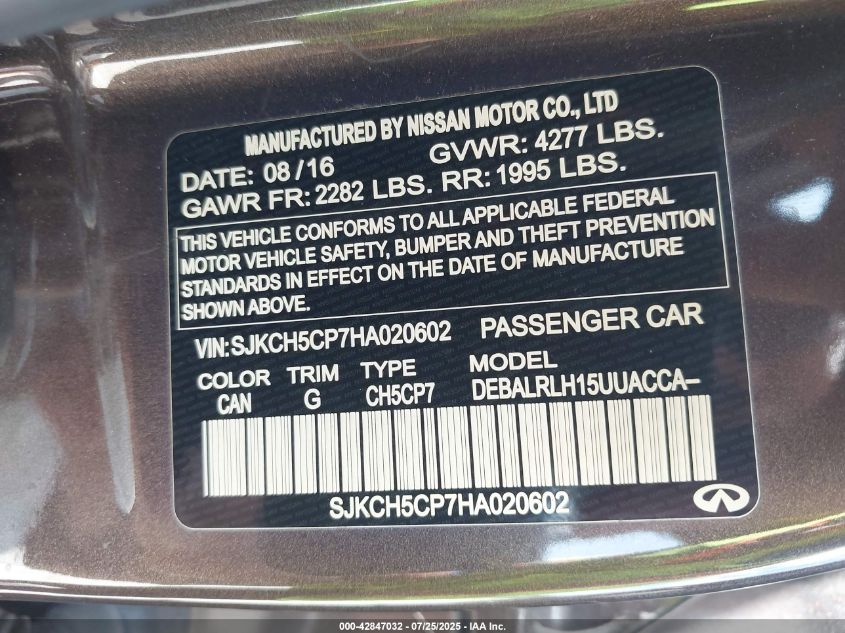 MANUFACTURED BY NISSAN MOTOR CO., LTD
DATE: 08/16 GVWR: 4277 LBS.
GAWR FR: 2282 LBS. RR: 1995 LBS.
THIS VEHICLE CONFORMS TO ALL APPLICABLE FEDERAL
MOTOR VEHICLE SAFETY, BUMPER AND THEFT PREVENTION
STANDARDS IN EFFECT ON THE DATE OF MANUFACTURE
SHOWN ABOVE.
VIN:SJKCH5CP7HA020602 PASSENGER CAR
COLOR TRIM TYPE MODEL
CAN G CH5CP7 DEBALRLH15UUACCA-
SJKCH5CP7HA020602
000-42847032 - 07/25/2025 - IAA Inc.